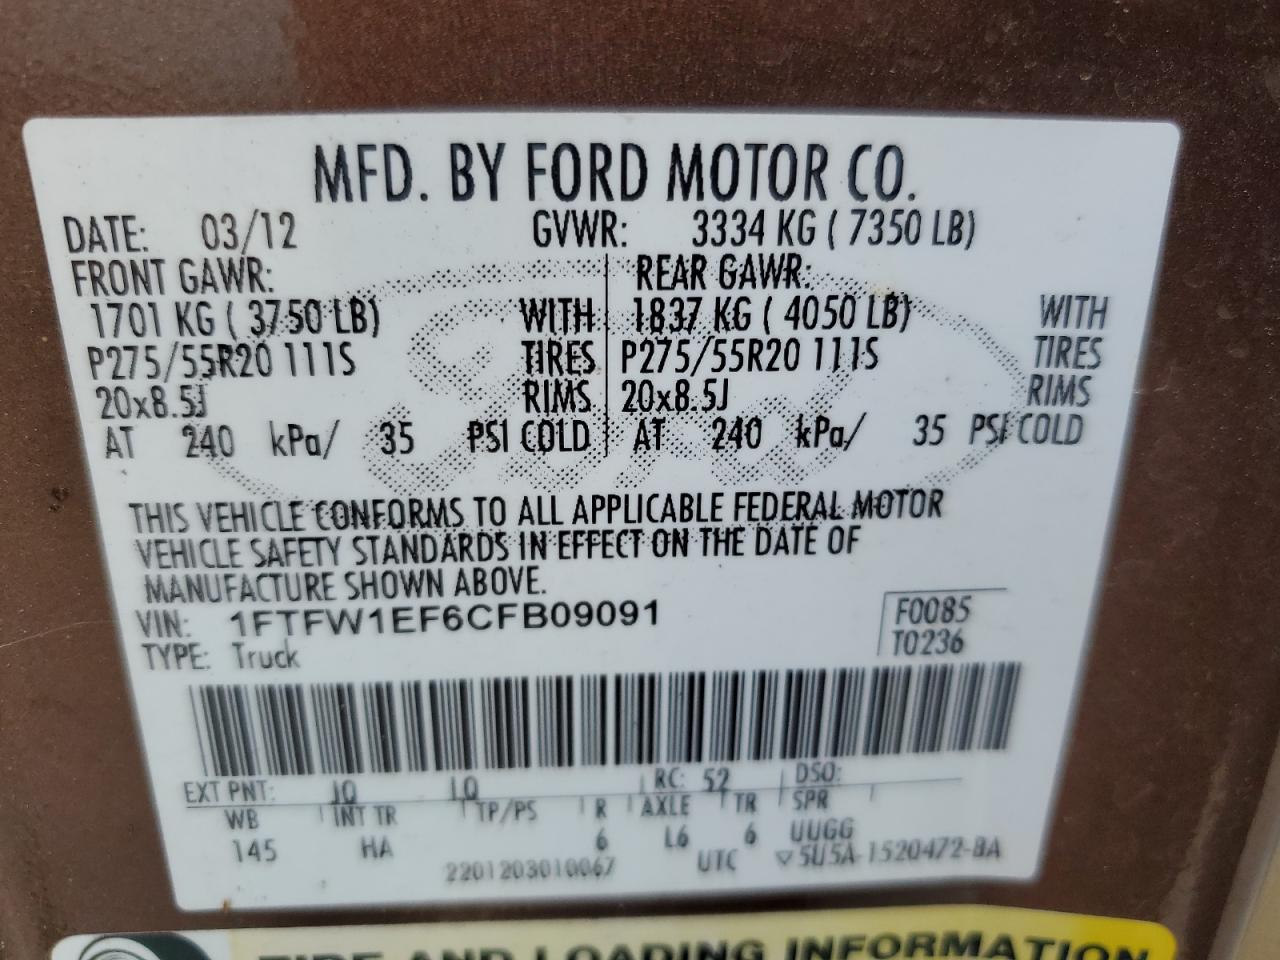 MFD. BY FORD MOTOR CO.
DATE: 03/12 GVWR: 3334 KG ( 7350 LB)
FRONT GAWR: REAR GAWR:
1701 KG ( 3750 LB) WITH 1837 KG ( 4050 LB) WITH
P275/55R20 111S TIRES P275/55R20 111S TIRES
20x8.5J RIMS 20x8.5J RIMS
AT 240 kPa/ 35 PSI COLD AT 240 kPa/ 35 PSI COLD
THIS VEHICLE CONFORMS TO ALL APPLICABLE FEDERAL MOTOR
VEHICLE SAFETY STANDARDS IN EFFECT ON THE DATE OF
MANUFACTURE SHOWN ABOVE.
VIN: 1FTFW1EF6CFB09091 F0085
TYPE: Truck T0236
EXT PNT: JQ JQ RC: 52 DSO:
WB INT TR TP/PS R AXLE TR SPR
145 HA 6 L6 6 UUGG
2201203010067 UTC ▽5U5A-1520472-BA
TIRE AND LOADING INFORMATION